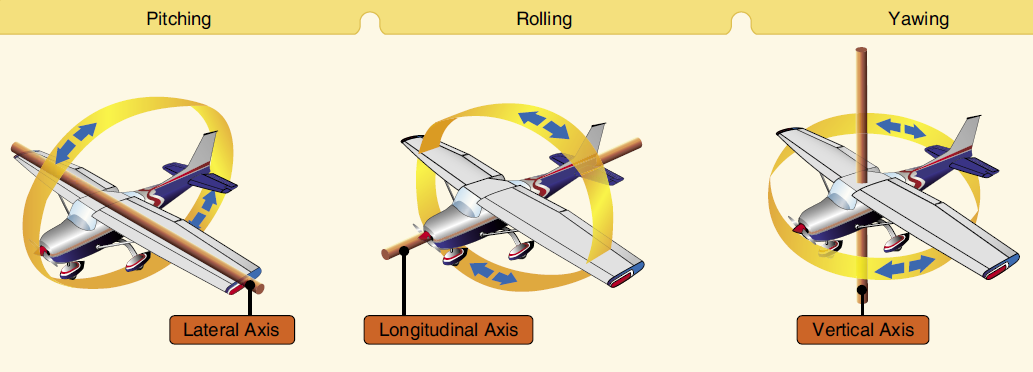 Pitching
Rolling
Yawing
Lateral Axis
Longitudinal Axis
Vertical Axis